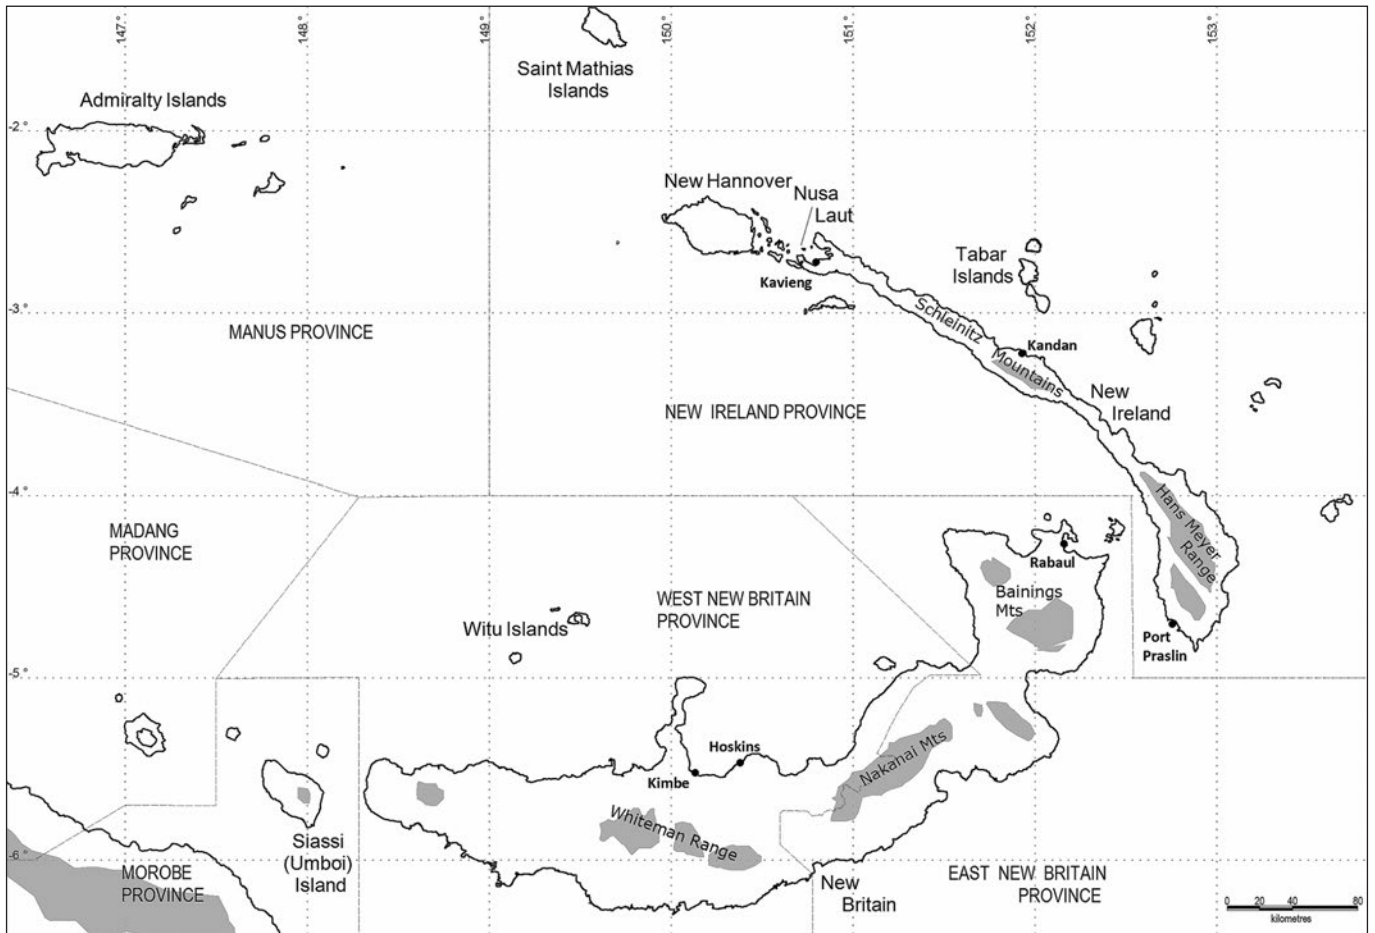 147.°
148.°
149.°
150.°
151.°
152.°
153.°
Saint Mathias
Islands
Admiralty Islands
-2 °
New Hannover
Nusa
Laut
Tabar
Islands
Kavieng
-3 °
MANUS PROVINCE
Schleinitz
Mountains
Kandan
New
Ireland
NEW IRELAND PROVINCE
-4 °
MADANG
PROVINCE
Hans Meyer
Range
Rabaul
Bainings
Mts
WEST NEW BRITAIN
PROVINCE
Witu Islands
Port
Praslin
-5 °
Hoskins
Kimbe
Nakanai Mts
Whiteman Range
Siassi
(Umboi)
Island
-6 °
MOROBE
PROVINCE
New
Britain
EAST NEW BRITAIN
PROVINCE
0 20 40 80
kilometres